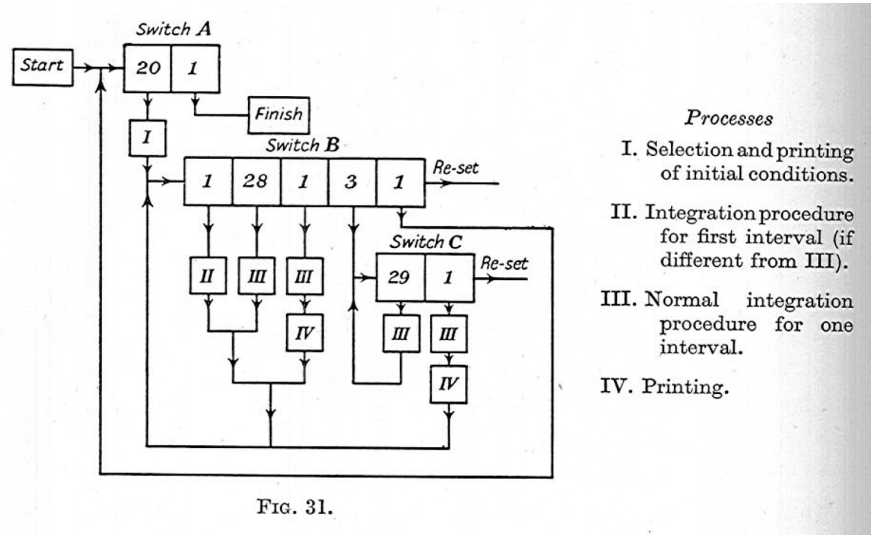 Switch A
Start
20 1
Finish
I
Switch B
1 28 1 3 1
Re-set
Switch C
II III III
29 1
Re-set
IV
III III
IV
Processes
I. Selection and printing
of initial conditions.
II. Integration procedure
for first interval (if
different from III).
III. Normal integration
procedure for one
interval.
IV. Printing.
FIG. 31.